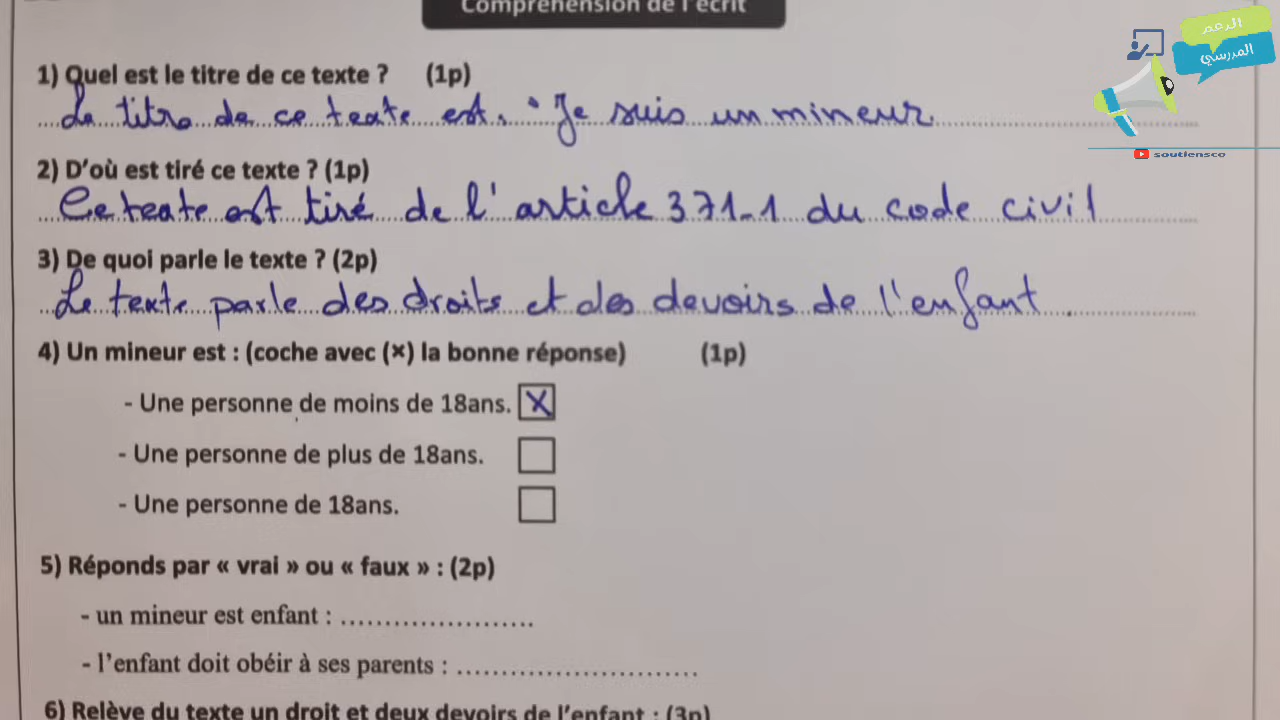 Compréhension de l'écrit
الدعم
المدرسي
soutiensco
1) Quel est le titre de ce texte ? (1p)
Le titre de ce texte est. "Je suis un mineur
2) D'où est tiré ce texte ? (1p)
Ce texte est tiré de l'article 371-1 du code civil
3) De quoi parle le texte ? (2p)
Le texte parle des droits et des devoirs de l'enfant.
4) Un mineur est : (coche avec (×) la bonne réponse) (1p)
- Une personne de moins de 18ans. X
- Une personne de plus de 18ans.
- Une personne de 18ans.
5) Réponds par « vrai » ou « faux » : (2p)
- un mineur est enfant : .....................
- l'enfant doit obéir à ses parents : ..........................
6) Relève du texte un droit et deux devoirs de l'enfant : (3p)